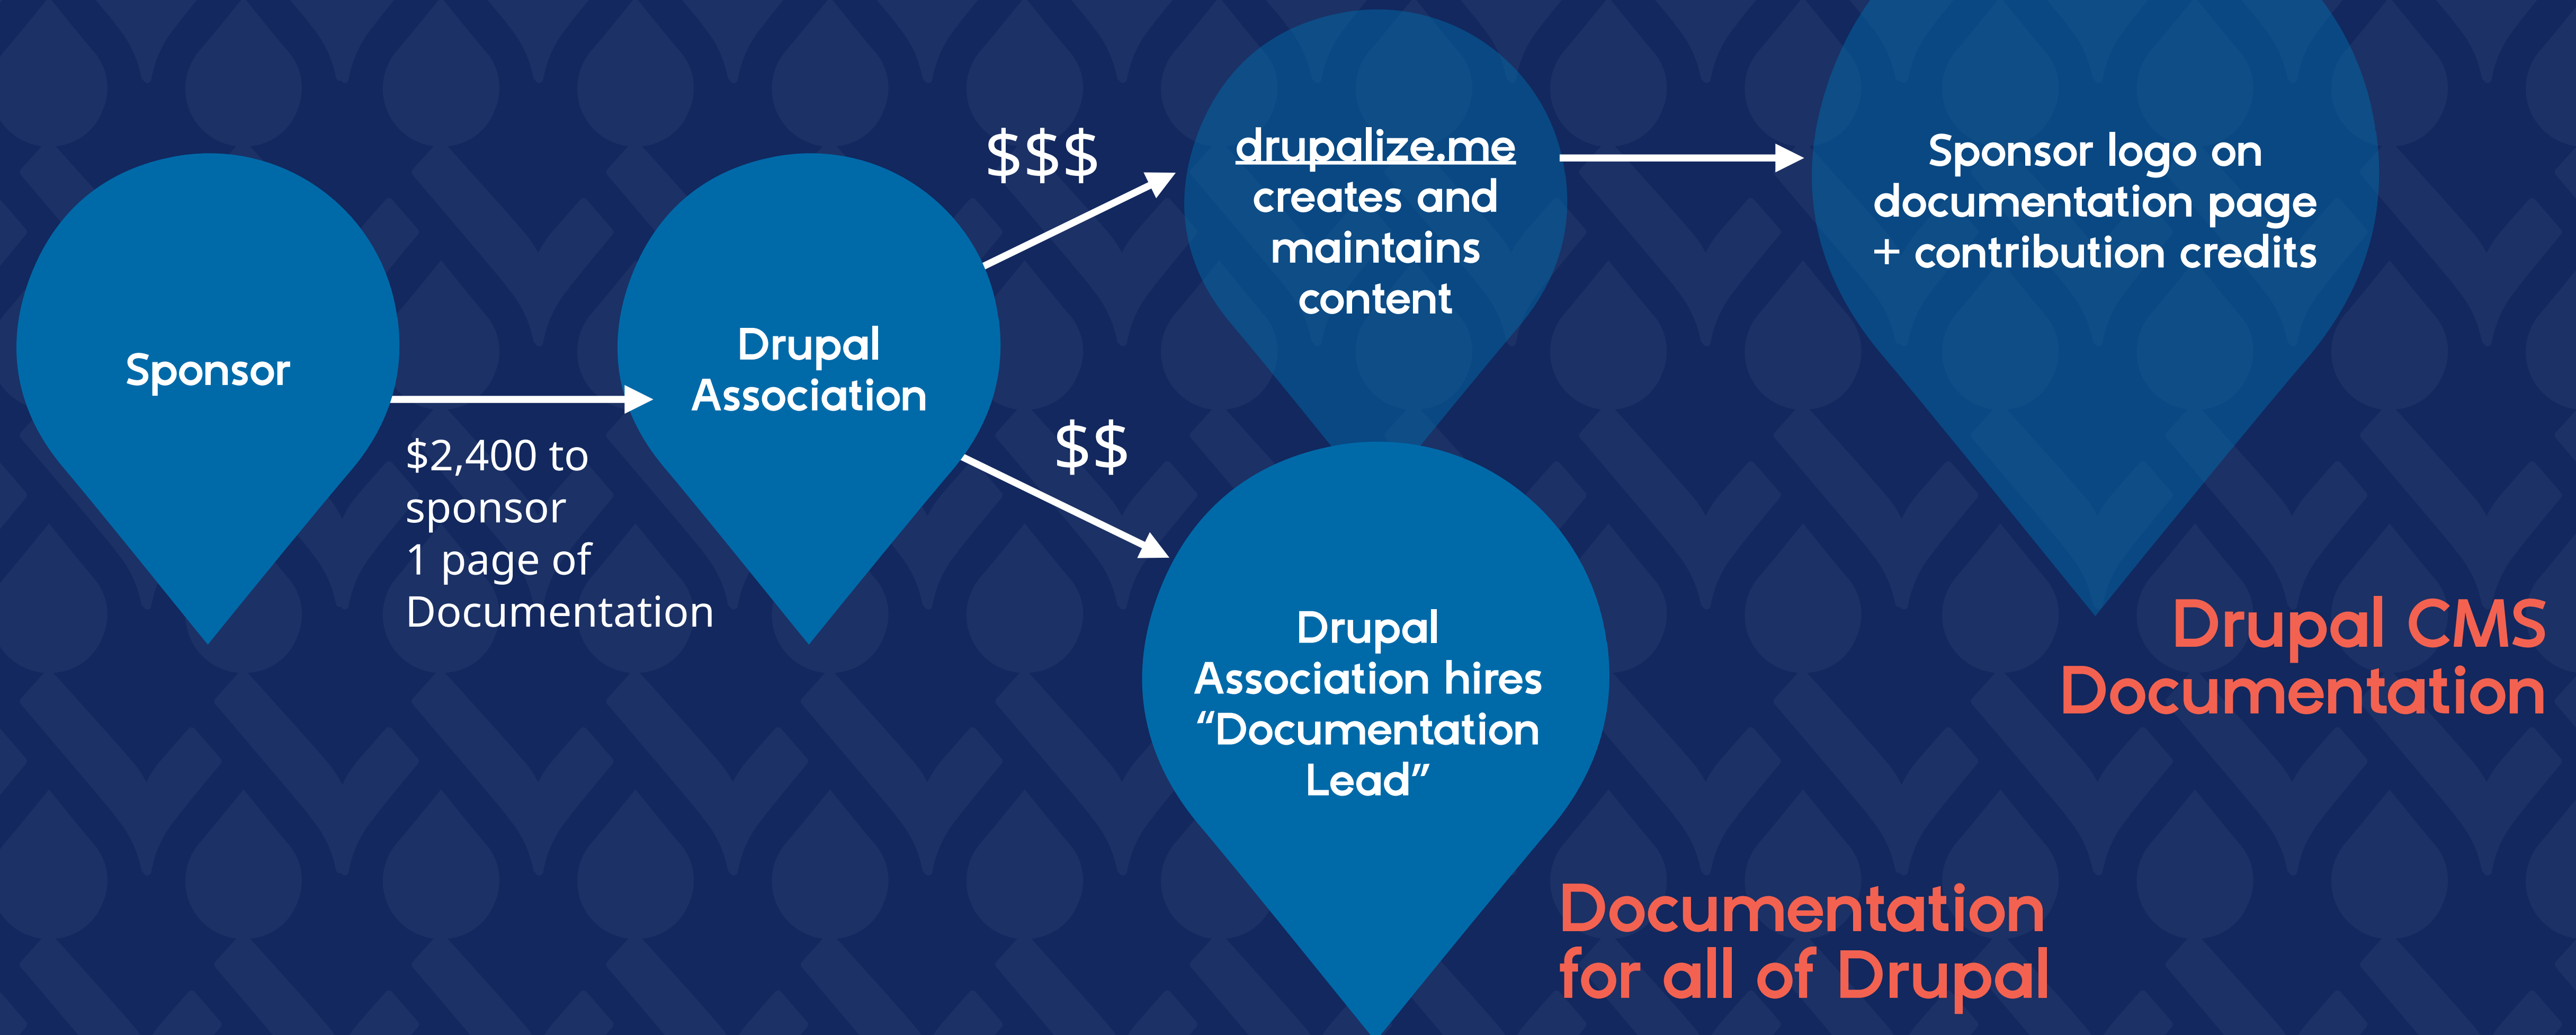 Sponsor
$2,400 to
sponsor
1 page of
Documentation
Drupal
Association
$$$
drupalize.me
creates and
maintains
content
Sponsor logo on
documentation page
+ contribution credits
Drupal CMS
Documentation
$$
Drupal
Association hires
“Documentation
Lead”
Documentation
for all of Drupal